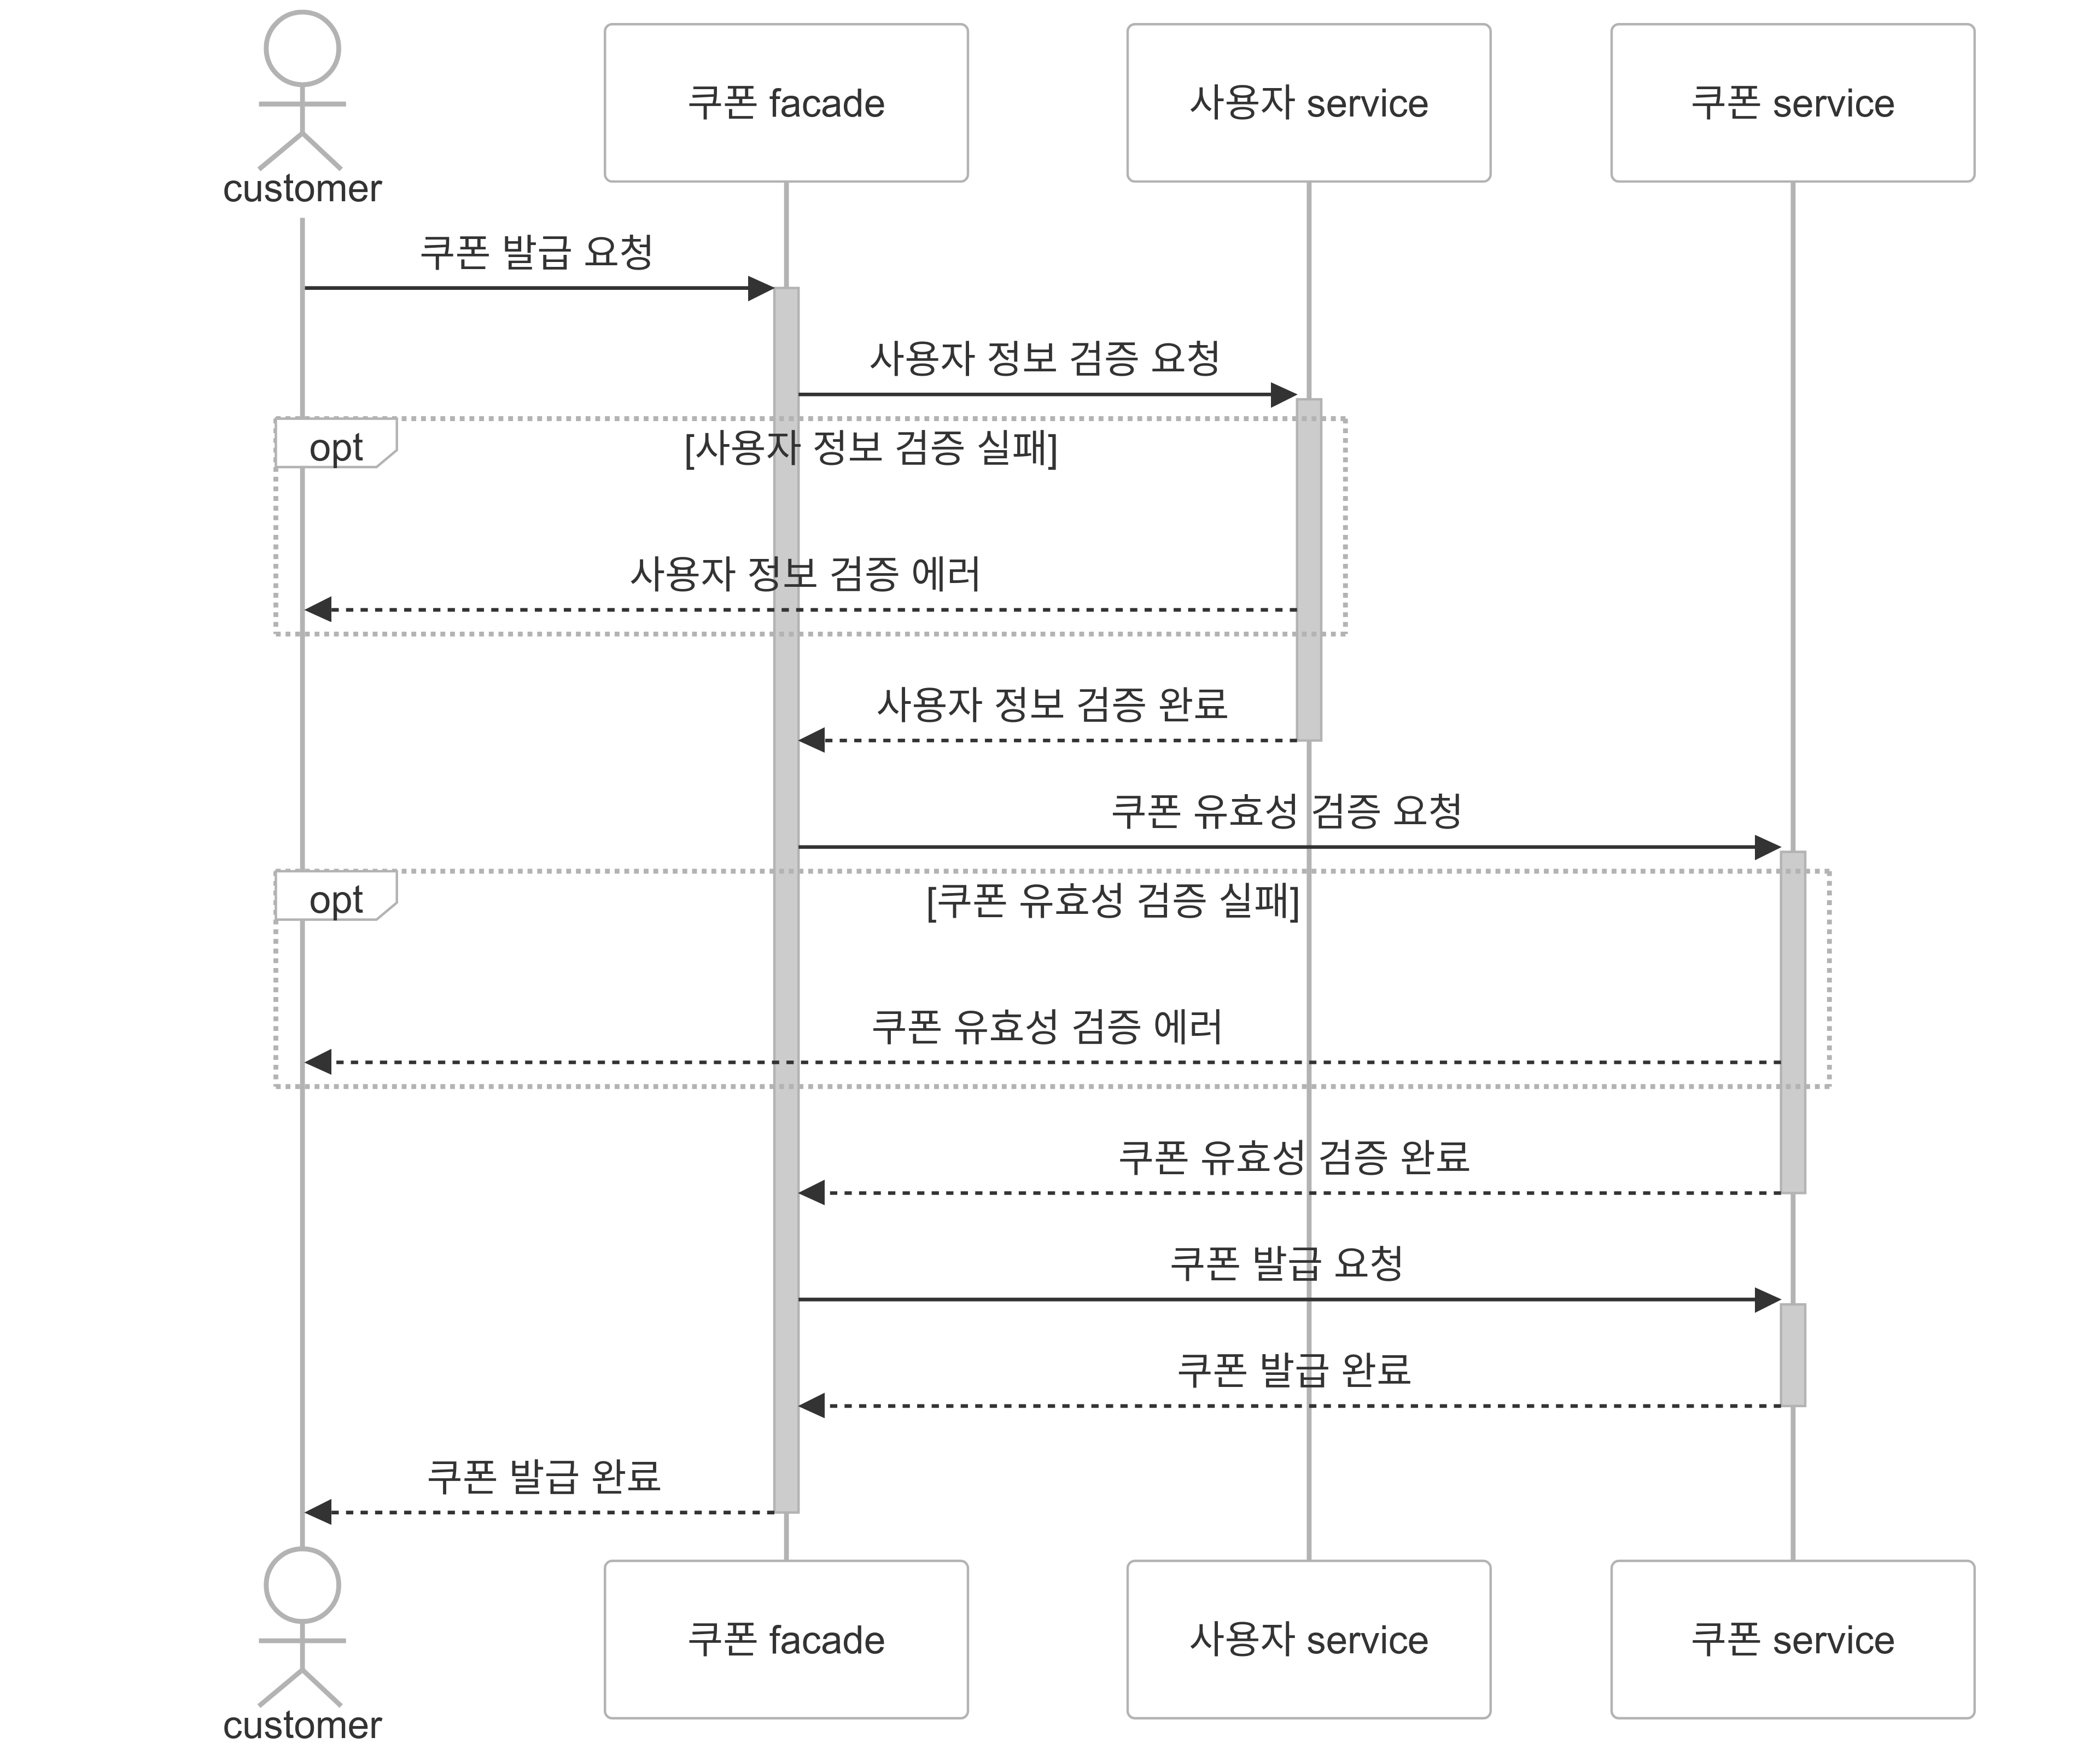 customer
쿠폰 facade
사용자 service
쿠폰 service
쿠폰 발급 요청
사용자 정보 검증 요청
opt
[사용자 정보 검증 실패]
사용자 정보 검증 에러
사용자 정보 검증 완료
쿠폰 유효성 검증 요청
opt
[쿠폰 유효성 검증 실패]
쿠폰 유효성 검증 에러
쿠폰 유효성 검증 완료
쿠폰 발급 요청
쿠폰 발급 완료
쿠폰 발급 완료
customer
쿠폰 facade
사용자 service
쿠폰 service